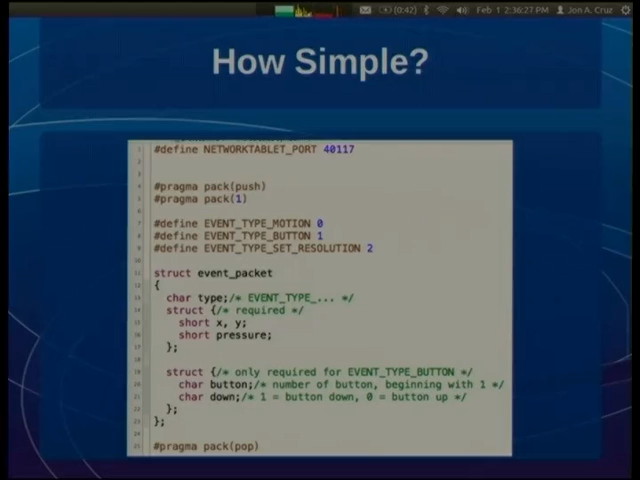 (0:42) Feb 1 2:36:27 PM Jon A. Cruz
How Simple?
#define NETWORKTABLET_PORT 40117
#pragma pack(push)
#pragma pack(1)
#define EVENT_TYPE_MOTION 0
#define EVENT_TYPE_BUTTON 1
#define EVENT_TYPE_SET_RESOLUTION 2
struct event_packet
{
char type;/* EVENT_TYPE_... */
struct {/* required */
short x, y;
short pressure;
};
struct {/* only required for EVENT_TYPE_BUTTON */
char button;/* number of button, beginning with 1 */
char down;/* 1 = button down, 0 = button up */
};
};
#pragma pack(pop)